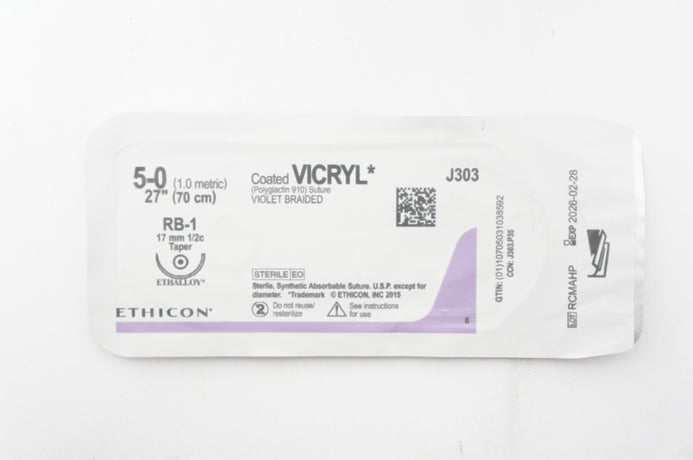 5-0 (1.0 metric)
27" (70 cm)
RB-1
17 mm 1/2c
Taper
ETHALLOY*
ETHICON*
Coated VICRYL*
(Polyglactin 910) Suture
VIOLET BRAIDED
J303
STERILE EO
Sterile, Synthetic Absorbable Suture. U.S.P. except for
diameter. *Trademark © ETHICON, INC 2015
2 Do not reuse/
resterilize
See instructions
for use
8
GTIN: (01)10705031038592
CCN: J303.P35
EXP 2026-02-28
LOT RCMAHP